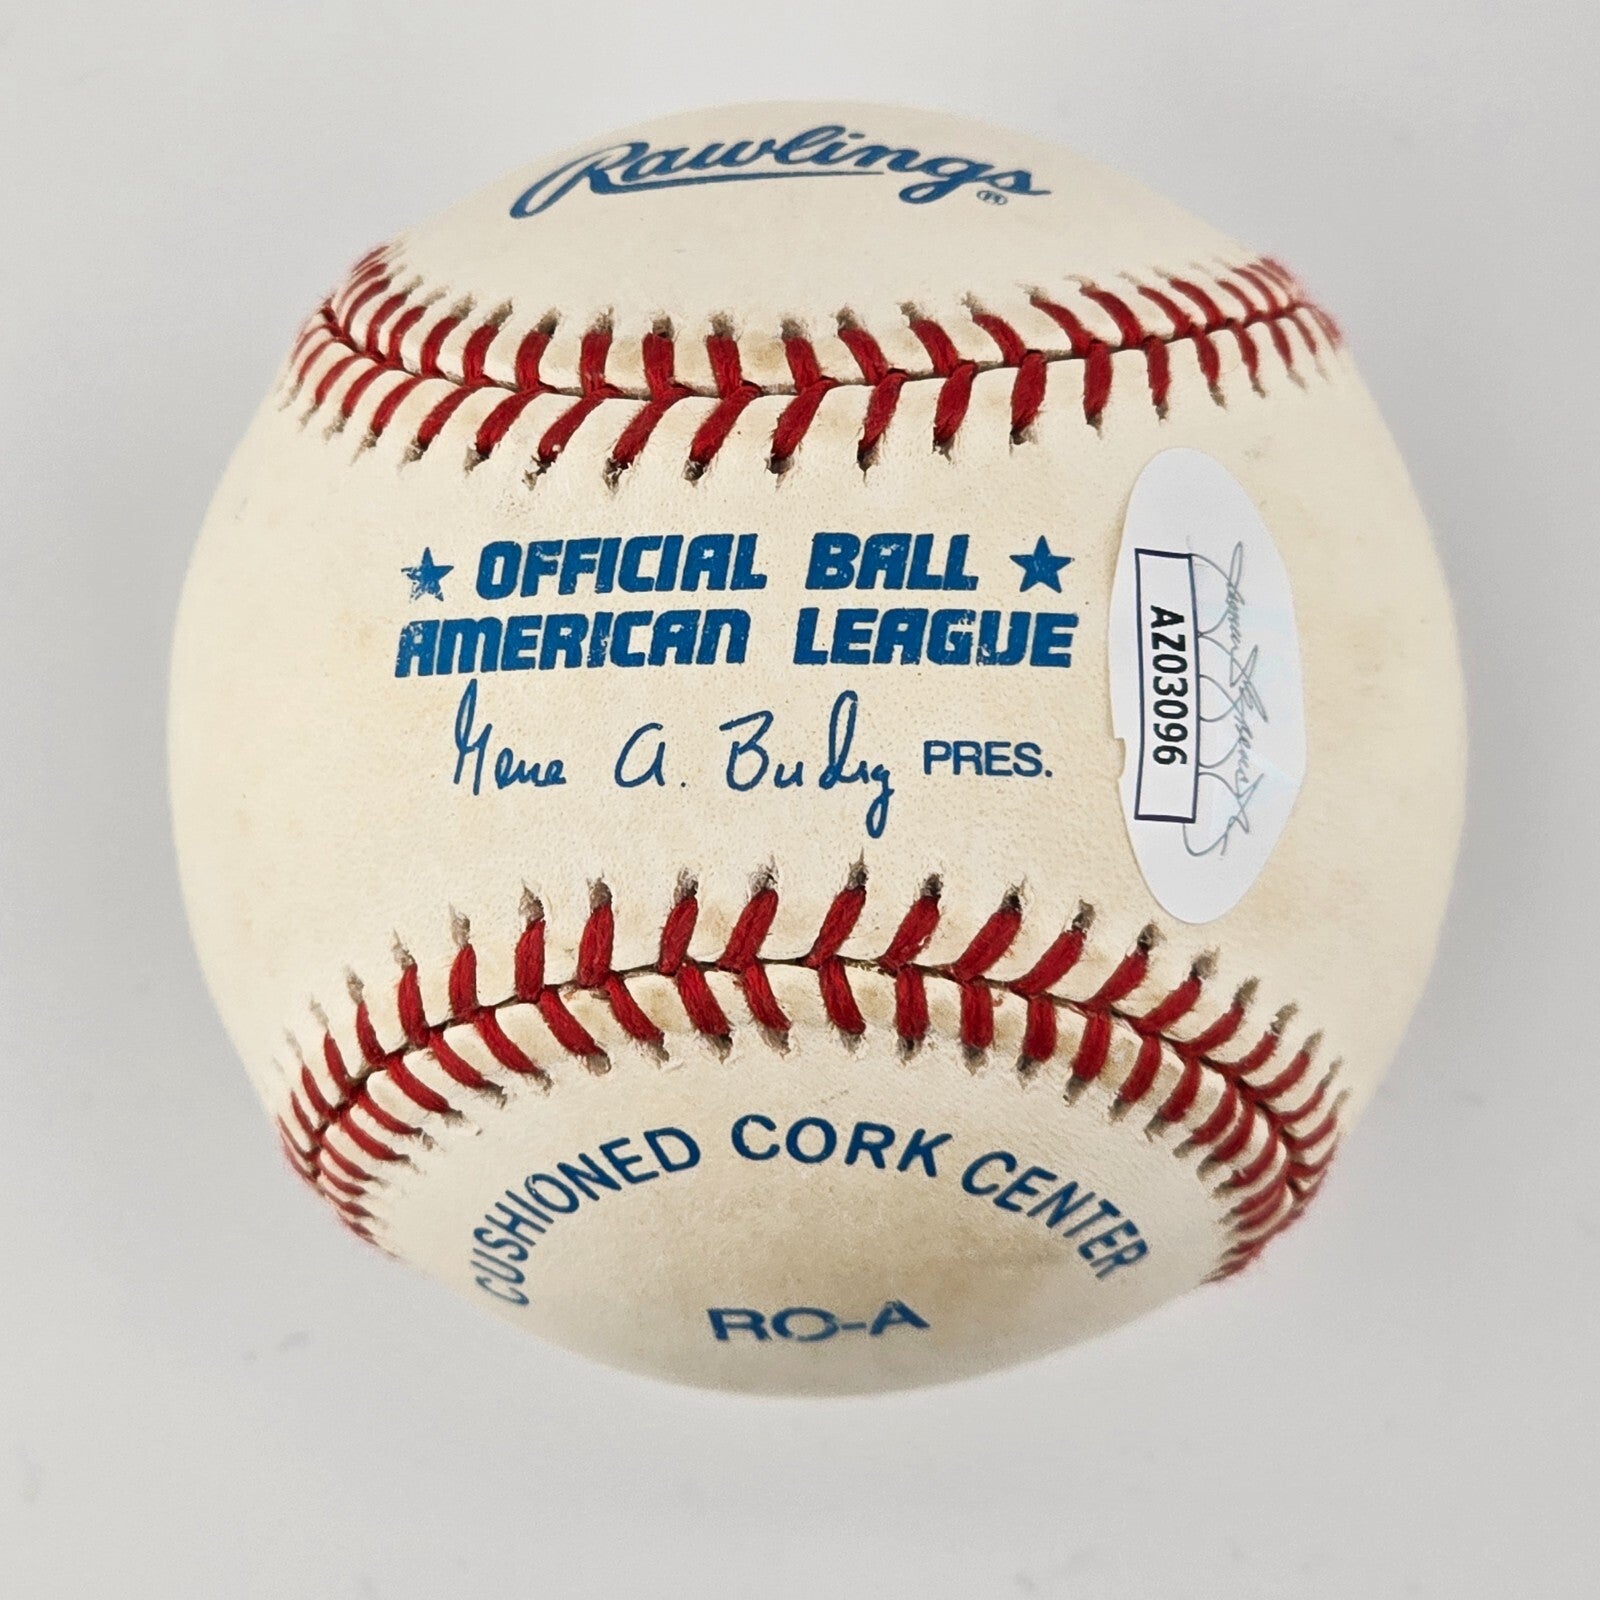 Rawlings®
★ OFFICIAL BALL ★
AMERICAN LEAGUE
Gene A. Budig PRES.
AZ03096
CUSHIONED CORK CENTER
RO-A